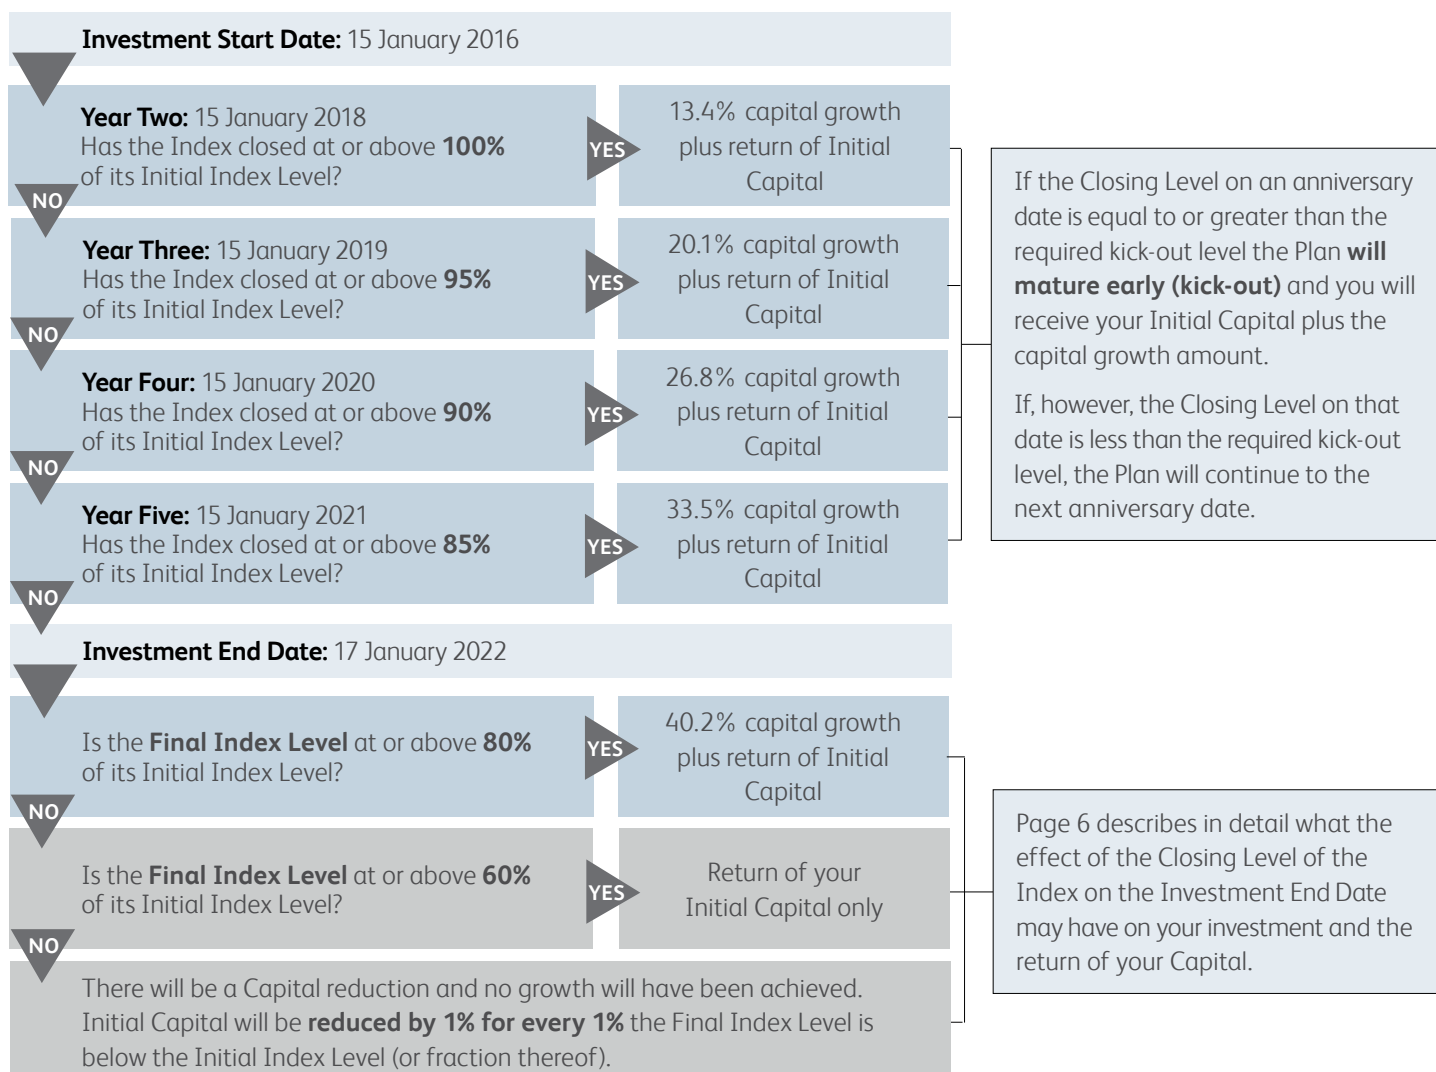 Investment Start Date: 15 January 2016
Year Two: 15 January 2018
Has the Index closed at or above 100%
of its Initial Index Level?
YES
13.4% capital growth
plus return of Initial
Capital
NO
Year Three: 15 January 2019
Has the Index closed at or above 95%
of its Initial Index Level?
YES
20.1% capital growth
plus return of Initial
Capital
NO
Year Four: 15 January 2020
Has the Index closed at or above 90%
of its Initial Index Level?
YES
26.8% capital growth
plus return of Initial
Capital
NO
Year Five: 15 January 2021
Has the Index closed at or above 85%
of its Initial Index Level?
YES
33.5% capital growth
plus return of Initial
Capital
NO
If the Closing Level on an anniversary
date is equal to or greater than the
required kick-out level the Plan will
mature early (kick-out) and you will
receive your Initial Capital plus the
capital growth amount.
If, however, the Closing Level on that
date is less than the required kick-out
level, the Plan will continue to the
next anniversary date.
Investment End Date: 17 January 2022
Is the Final Index Level at or above 80%
of its Initial Index Level?
YES
40.2% capital growth
plus return of Initial
Capital
NO
Is the Final Index Level at or above 60%
of its Initial Index Level?
YES
Return of your
Initial Capital only
NO
There will be a Capital reduction and no growth will have been achieved.
Initial Capital will be reduced by 1% for every 1% the Final Index Level is
below the Initial Index Level (or fraction thereof).
Page 6 describes in detail what the
effect of the Closing Level of the
Index on the Investment End Date
may have on your investment and the
return of your Capital.